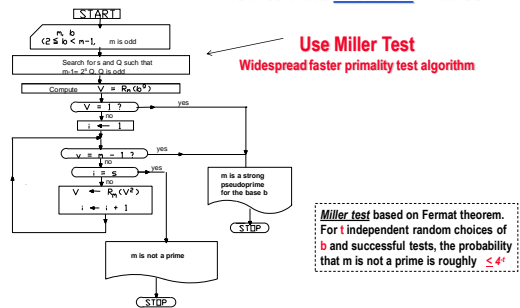 START
m, b
(2 ≤ b < m-1, m is odd
Search for s and Q such that
m-1= 2ˢ Q, Q is odd
Compute V = Rₘ(b^Q)
V = 1 ?
yes
no
i ← 1
v = m - 1 ?
yes
no
i = s
yes
no
V ← Rₘ(V²)
i ← i + 1
m is a strong
pseudoprime
for the base b
STOP
m is not a prime
STOP
Use Miller Test
Widespread faster primality test algorithm
Miller test based on Fermat theorem.
For t independent random choices of
b and successful tests, the probability
that m is not a prime is roughly ≤ 4⁻ᵗ